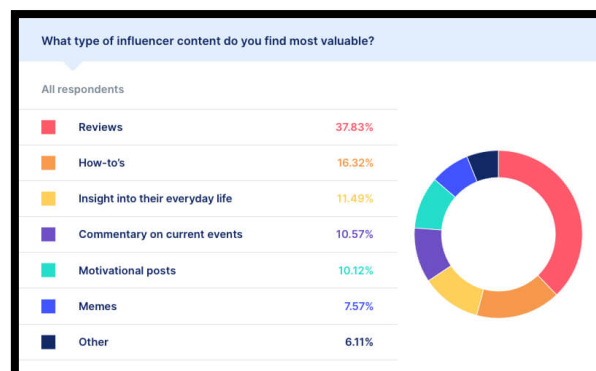 What type of influencer content do you find most valuable?
All respondents
Reviews 37.83%
How-to's 16.32%
Insight into their everyday life 11.49%
Commentary on current events 10.57%
Motivational posts 10.12%
Memes 7.57%
Other 6.11%